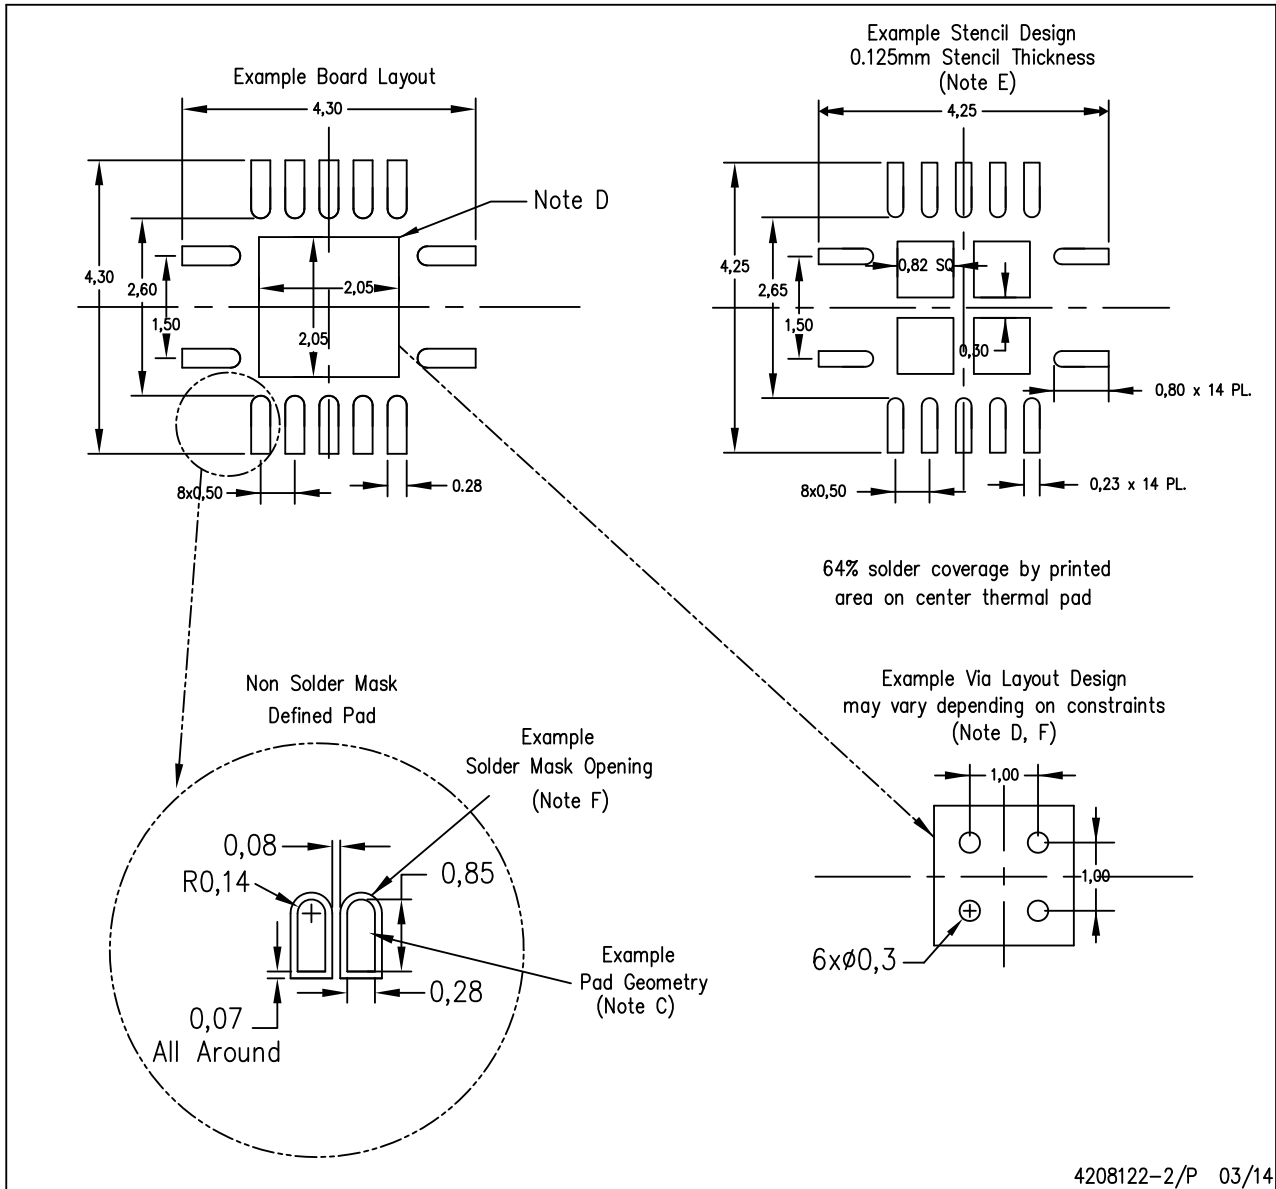 Example Board Layout
4,30
Note D
4,30
2,60
1,50
2,05
2,05
8x0,50
0.28
Example Stencil Design
0.125mm Stencil Thickness
(Note E)
4,25
4,25
2,65
1,50
0,82 SQ
0,30
0,80 x 14 PL.
8x0,50
0,23 x 14 PL.
64% solder coverage by printed
area on center thermal pad
Non Solder Mask
Defined Pad
Example
Solder Mask Opening
(Note F)
0,08
R0,14
0,85
0,28
0,07
All Around
Example
Pad Geometry
(Note C)
Example Via Layout Design
may vary depending on constraints
(Note D, F)
1,00
1,00
6xø0,3
4208122-2/P 03/14